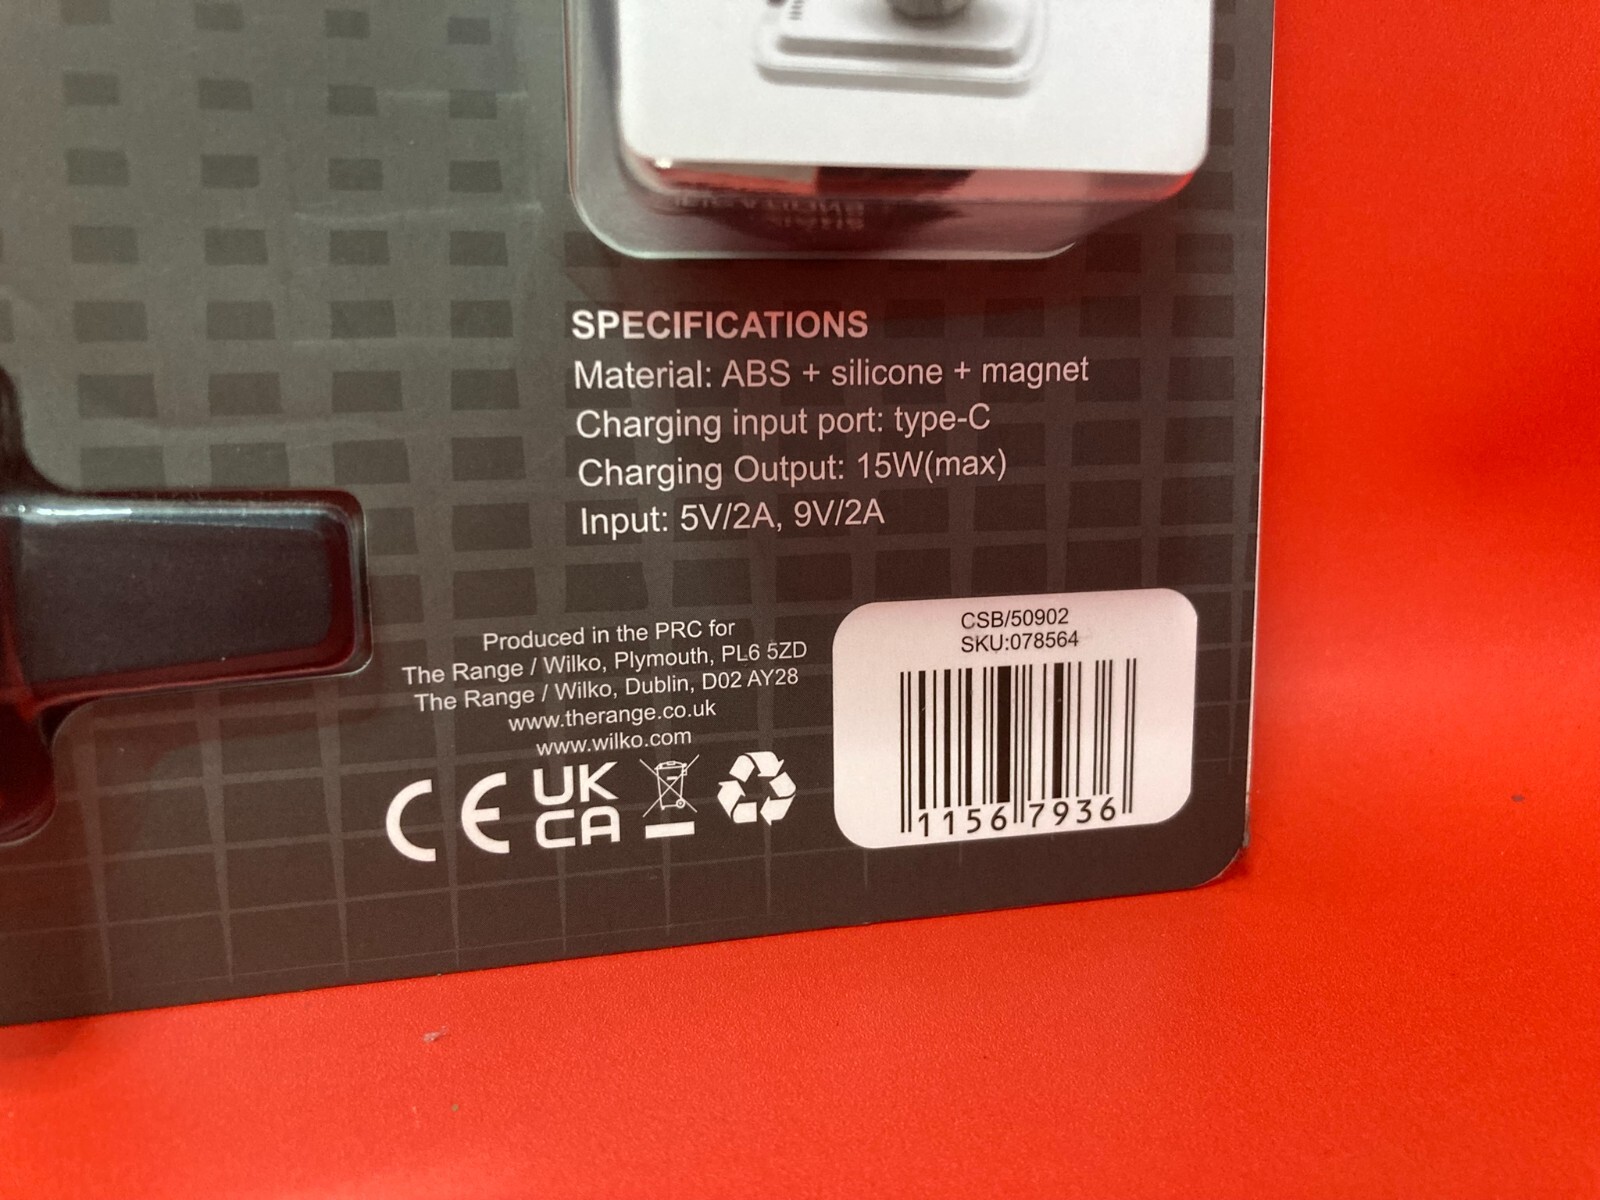 SPECIFICATIONS
Material: ABS + silicone + magnet
Charging input port: type-C
Charging Output: 15W(max)
Input: 5V/2A, 9V/2A
Produced in the PRC for
The Range / Wilko, Plymouth, PL6 5ZD
The Range / Wilko, Dublin, D02 AY28
www.therange.co.uk
www.wilko.com
CE UK
CA
CSB/50902
SKU:078564
1156 7936